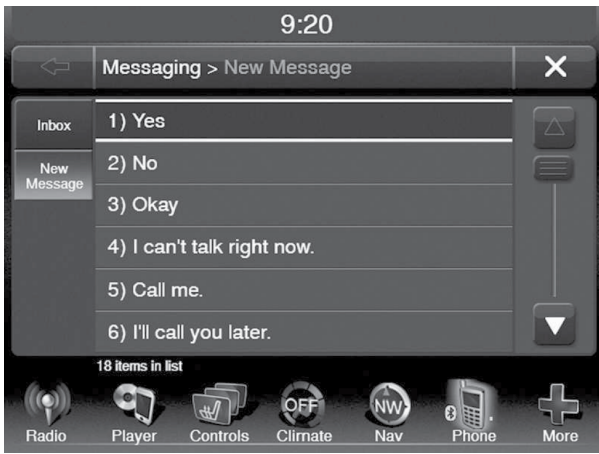 9:20
Messaging > New Message
Inbox
New
Message
1) Yes
2) No
3) Okay
4) I can't talk right now.
5) Call me.
6) I'll call you later.
18 items in list
OFF
NW
Radio
Player
Controls
Climate
Nav
Phone
More